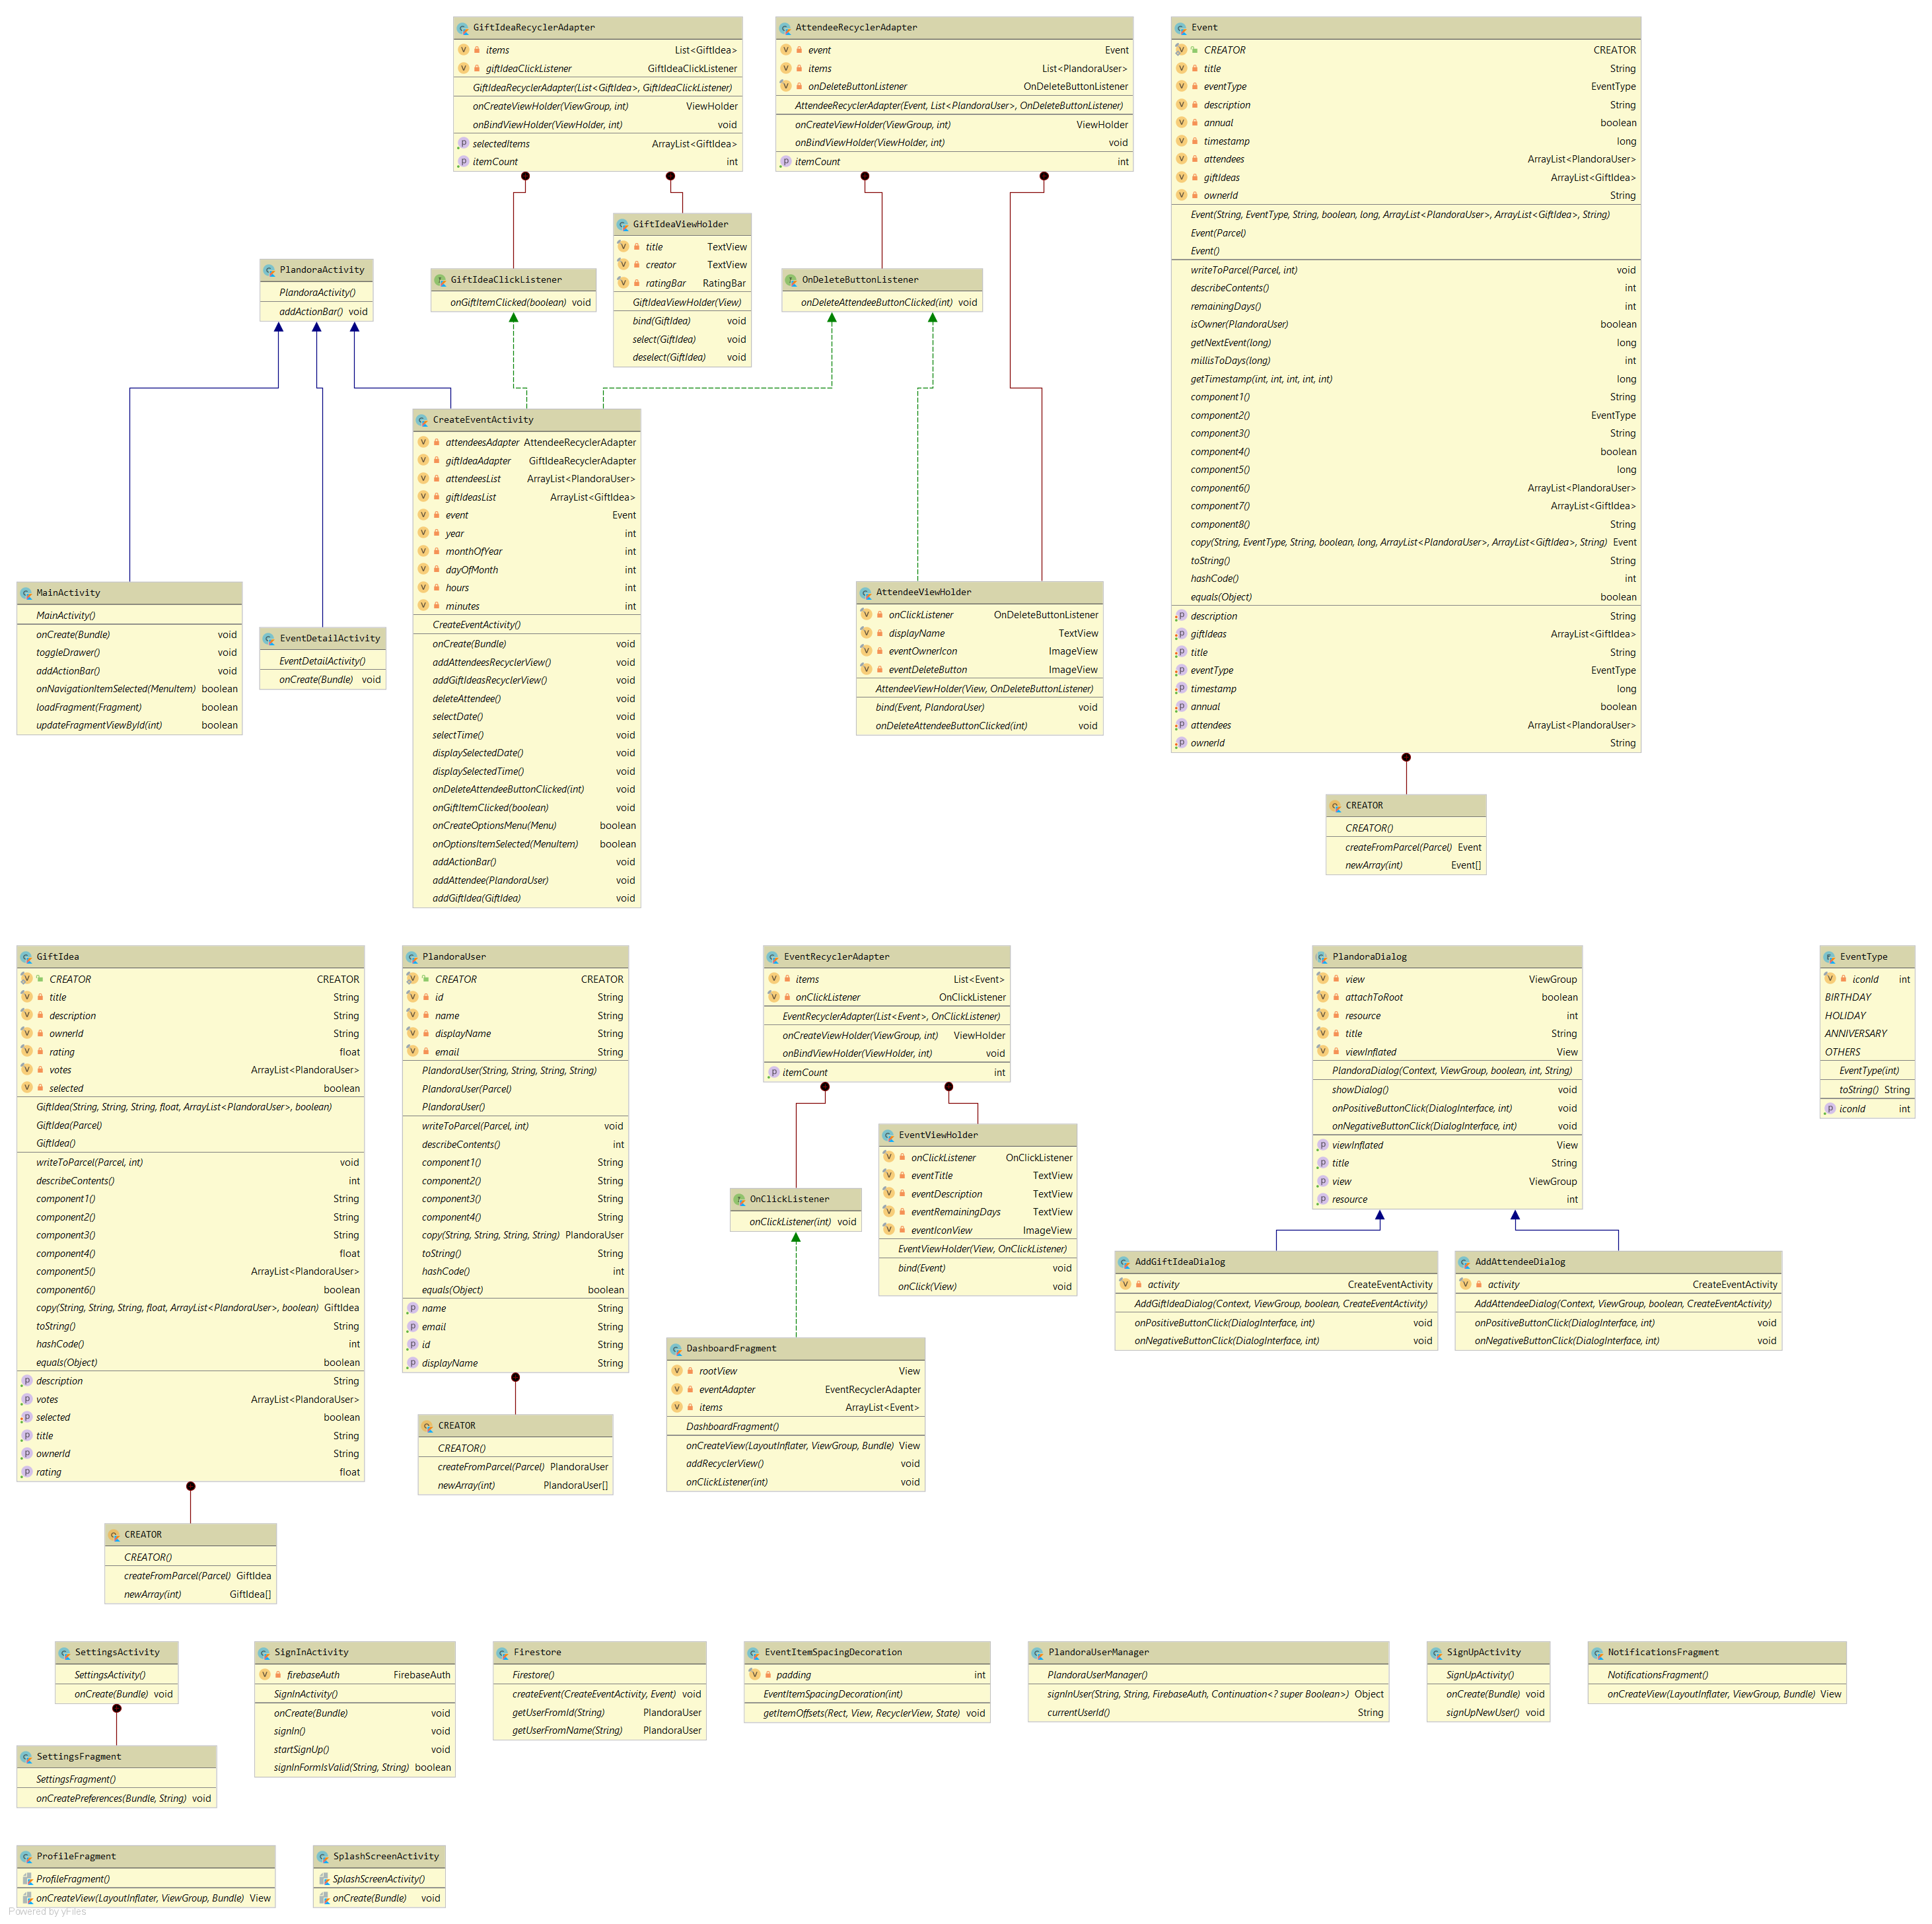 GiftIdeaRecyclerAdapter
items List<GiftIdea>
giftIdeaClickListener GiftIdeaClickListener
GiftIdeaRecyclerAdapter(List<GiftIdea>, GiftIdeaClickListener)
onCreateViewHolder(ViewGroup, int) ViewHolder
onBindViewHolder(ViewHolder, int) void
selectedItems ArrayList<GiftIdea>
itemCount int
AttendeeRecyclerAdapter
event Event
items List<PlandoraUser>
onDeleteButtonListener OnDeleteButtonListener
AttendeeRecyclerAdapter(Event, List<PlandoraUser>, OnDeleteButtonListener)
onCreateViewHolder(ViewGroup, int) ViewHolder
onBindViewHolder(ViewHolder, int) void
itemCount int
Event
CREATOR CREATOR
title String
eventType EventType
description String
annual boolean
timestamp long
attendees ArrayList<PlandoraUser>
giftIdeas ArrayList<GiftIdea>
ownerId String
Event(String, EventType, String, boolean, long, ArrayList<PlandoraUser>, ArrayList<GiftIdea>, String)
Event(Parcel)
Event()
writeToParcel(Parcel, int) void
describeContents() int
remainingDays() int
isOwner(PlandoraUser) boolean
getNextEvent(long) long
millisToDays(long) int
getTimestamp(int, int, int, int, int) long
component1() String
component2() EventType
component3() String
component4() boolean
component5() long
component6() ArrayList<PlandoraUser>
component7() ArrayList<GiftIdea>
component8() String
copy(String, EventType, String, boolean, long, ArrayList<PlandoraUser>, ArrayList<GiftIdea>, String) Event
toString() String
hashCode() int
equals(Object) boolean
description String
giftIdeas ArrayList<GiftIdea>
title String
eventType EventType
timestamp long
annual boolean
attendees ArrayList<PlandoraUser>
ownerId String
GiftIdeaViewHolder
title TextView
creator TextView
ratingBar RatingBar
GiftIdeaViewHolder(View)
bind(GiftIdea) void
select(GiftIdea) void
deselect(GiftIdea) void
PlandoraActivity
PlandoraActivity()
addActionBar() void
GiftIdeaClickListener
onGiftItemClicked(boolean) void
OnDeleteButtonListener
onDeleteAttendeeButtonClicked(int) void
CreateEventActivity
attendeesAdapter AttendeeRecyclerAdapter
giftIdeaAdapter GiftIdeaRecyclerAdapter
attendeesList ArrayList<PlandoraUser>
giftIdeasList ArrayList<GiftIdea>
event Event
year int
monthOfYear int
dayOfMonth int
hours int
minutes int
CreateEventActivity()
onCreate(Bundle) void
addAttendeesRecyclerView() void
addGiftIdeasRecyclerView() void
deleteAttendee() void
selectDate() void
selectTime() void
displaySelectedDate() void
displaySelectedTime() void
onDeleteAttendeeButtonClicked(int) void
onGiftItemClicked(boolean) void
onCreateOptionsMenu(Menu) boolean
onOptionsItemSelected(MenuItem) boolean
addActionBar() void
addAttendee(PlandoraUser) void
addGiftIdea(GiftIdea) void
MainActivity
MainActivity()
onCreate(Bundle) void
toggleDrawer() void
addActionBar() void
onNavigationItemSelected(MenuItem) boolean
loadFragment(Fragment) boolean
updateFragmentViewById(int) boolean
EventDetailActivity
EventDetailActivity()
onCreate(Bundle) void
AttendeeViewHolder
onClickListener OnDeleteButtonListener
displayName TextView
eventOwnerIcon ImageView
eventDeleteButton ImageView
AttendeeViewHolder(View, OnDeleteButtonListener)
bind(Event, PlandoraUser) void
onDeleteAttendeeButtonClicked(int) void
CREATOR
CREATOR()
createFromParcel(Parcel) Event
newArray(int) Event[]
GiftIdea
CREATOR CREATOR
title String
description String
ownerId String
rating float
votes ArrayList<PlandoraUser>
selected boolean
GiftIdea(String, String, String, float, ArrayList<PlandoraUser>, boolean)
GiftIdea(Parcel)
GiftIdea()
writeToParcel(Parcel, int) void
describeContents() int
component1() String
component2() String
component3() String
component4() float
component5() ArrayList<PlandoraUser>
component6() boolean
copy(String, String, String, float, ArrayList<PlandoraUser>, boolean) GiftIdea
toString() String
hashCode() int
equals(Object) boolean
description String
votes ArrayList<PlandoraUser>
selected boolean
title String
ownerId String
rating float
PlandoraUser
CREATOR CREATOR
id String
name String
displayName String
email String
PlandoraUser(String, String, String, String)
PlandoraUser(Parcel)
PlandoraUser()
writeToParcel(Parcel, int) void
describeContents() int
component1() String
component2() String
component3() String
component4() String
copy(String, String, String, String) PlandoraUser
toString() String
hashCode() int
equals(Object) boolean
name String
email String
id String
displayName String
EventRecyclerAdapter
items List<Event>
onClickListener OnClickListener
EventRecyclerAdapter(List<Event>, OnClickListener)
onCreateViewHolder(ViewGroup, int) ViewHolder
onBindViewHolder(ViewHolder, int) void
itemCount int
PlandoraDialog
view ViewGroup
attachToRoot boolean
resource int
title String
viewInflated View
PlandoraDialog(Context, ViewGroup, boolean, int, String)
showDialog() void
onPositiveButtonClick(DialogInterface, int) void
onNegativeButtonClick(DialogInterface, int) void
viewInflated View
title String
view ViewGroup
resource int
EventType
iconId int
BIRTHDAY
HOLIDAY
ANNIVERSARY
OTHERS
EventType(int)
toString() String
iconId int
EventViewHolder
onClickListener OnClickListener
eventTitle TextView
eventDescription TextView
eventRemainingDays TextView
eventIconView ImageView
EventViewHolder(View, OnClickListener)
bind(Event) void
onClick(View) void
OnClickListener
onClickListener(int) void
AddGiftIdeaDialog
activity CreateEventActivity
AddGiftIdeaDialog(Context, ViewGroup, boolean, CreateEventActivity)
onPositiveButtonClick(DialogInterface, int) void
onNegativeButtonClick(DialogInterface, int) void
AddAttendeeDialog
activity CreateEventActivity
AddAttendeeDialog(Context, ViewGroup, boolean, CreateEventActivity)
onPositiveButtonClick(DialogInterface, int) void
onNegativeButtonClick(DialogInterface, int) void
DashboardFragment
rootView View
eventAdapter EventRecyclerAdapter
items ArrayList<Event>
DashboardFragment()
onCreateView(LayoutInflater, ViewGroup, Bundle) View
addRecyclerView() void
onClickListener(int) void
CREATOR
CREATOR()
createFromParcel(Parcel) PlandoraUser
newArray(int) PlandoraUser[]
CREATOR
CREATOR()
createFromParcel(Parcel) GiftIdea
newArray(int) GiftIdea[]
SettingsActivity
SettingsActivity()
onCreate(Bundle) void
SignInActivity
firebaseAuth FirebaseAuth
SignInActivity()
onCreate(Bundle) void
signIn() void
startSignUp() void
signInFormIsValid(String, String) boolean
Firestore
Firestore()
createEvent(CreateEventActivity, Event) void
getUserFromId(String) PlandoraUser
getUserFromName(String) PlandoraUser
EventItemSpacingDecoration
padding int
EventItemSpacingDecoration(int)
getItemOffsets(Rect, View, RecyclerView, State) void
PlandoraUserManager
PlandoraUserManager()
signInUser(String, String, FirebaseAuth, Continuation<? super Boolean>) Object
currentUserId() String
SignUpActivity
SignUpActivity()
onCreate(Bundle) void
signUpNewUser() void
NotificationsFragment
NotificationsFragment()
onCreateView(LayoutInflater, ViewGroup, Bundle) View
SettingsFragment
SettingsFragment()
onCreatePreferences(Bundle, String) void
ProfileFragment
ProfileFragment()
onCreateView(LayoutInflater, ViewGroup, Bundle) View
SplashScreenActivity
SplashScreenActivity()
onCreate(Bundle) void
Powered by yFiles